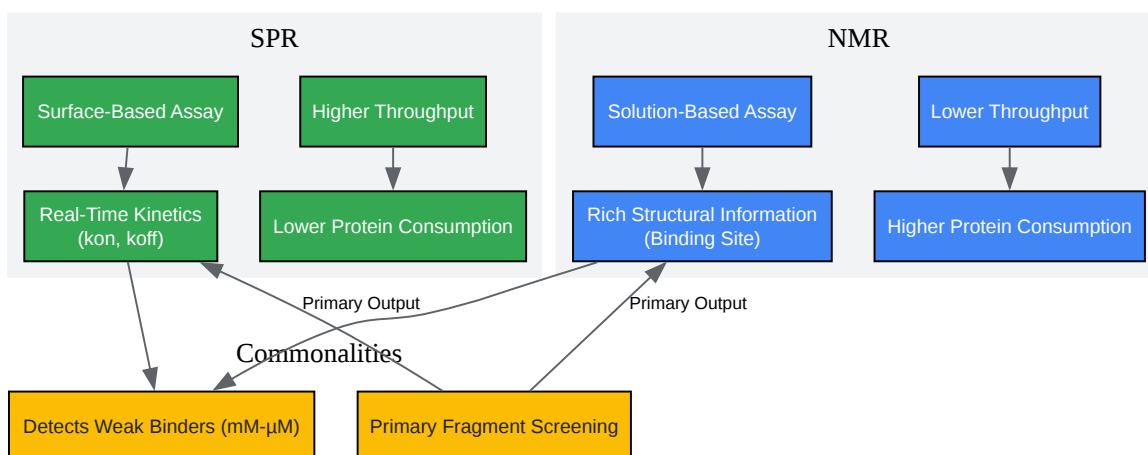 SPR
NMR
Surface-Based Assay
Higher Throughput
Solution-Based Assay
Lower Throughput
Real-Time Kinetics
(kon, koff)
Lower Protein Consumption
Rich Structural Information
(Binding Site)
Higher Protein Consumption
Primary Output
Primary Output
Commonalities
Detects Weak Binders (mM-µM)
Primary Fragment Screening